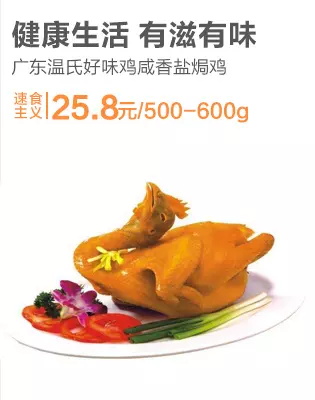 健康生活 有滋有味
广东温氏好味鸡咸香盐焗鸡
速食
主义
25.8元/500-600g